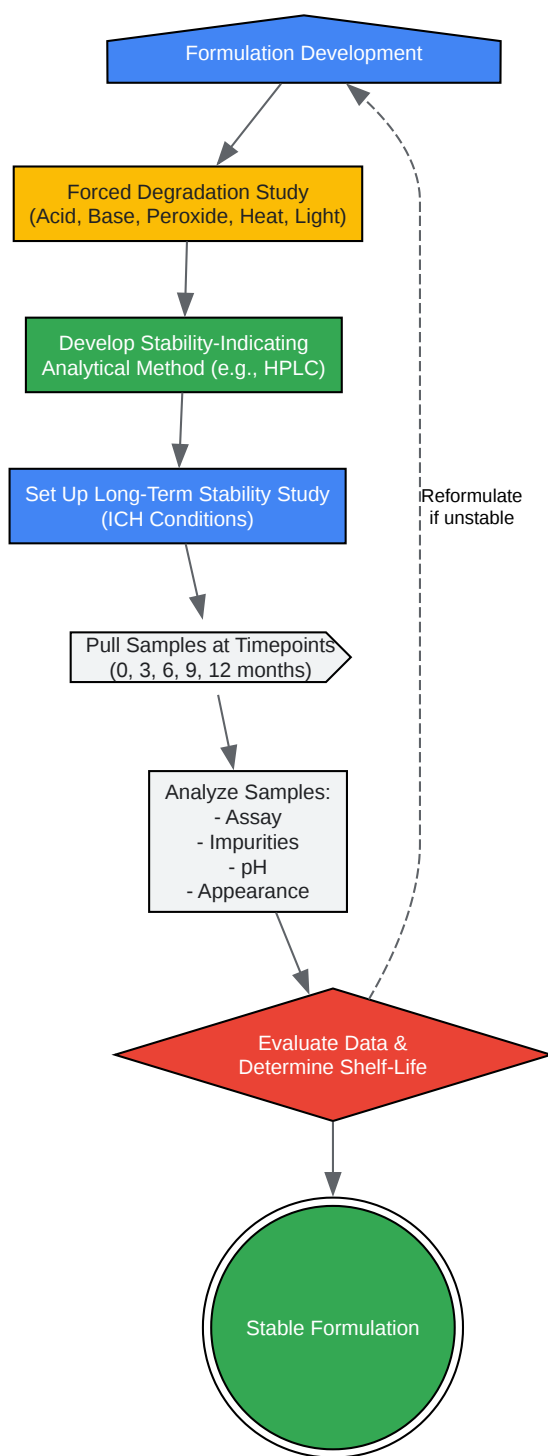 Formulation Development
Forced Degradation Study
(Acid, Base, Peroxide, Heat, Light)
Develop Stability-Indicating
Analytical Method (e.g., HPLC)
Set Up Long-Term Stability Study
(ICH Conditions)
Reformulate
if unstable
Pull Samples at Timepoints
(0, 3, 6, 9, 12 months)
Analyze Samples:
- Assay
- Impurities
- pH
- Appearance
Evaluate Data &
Determine Shelf-Life
Stable Formulation